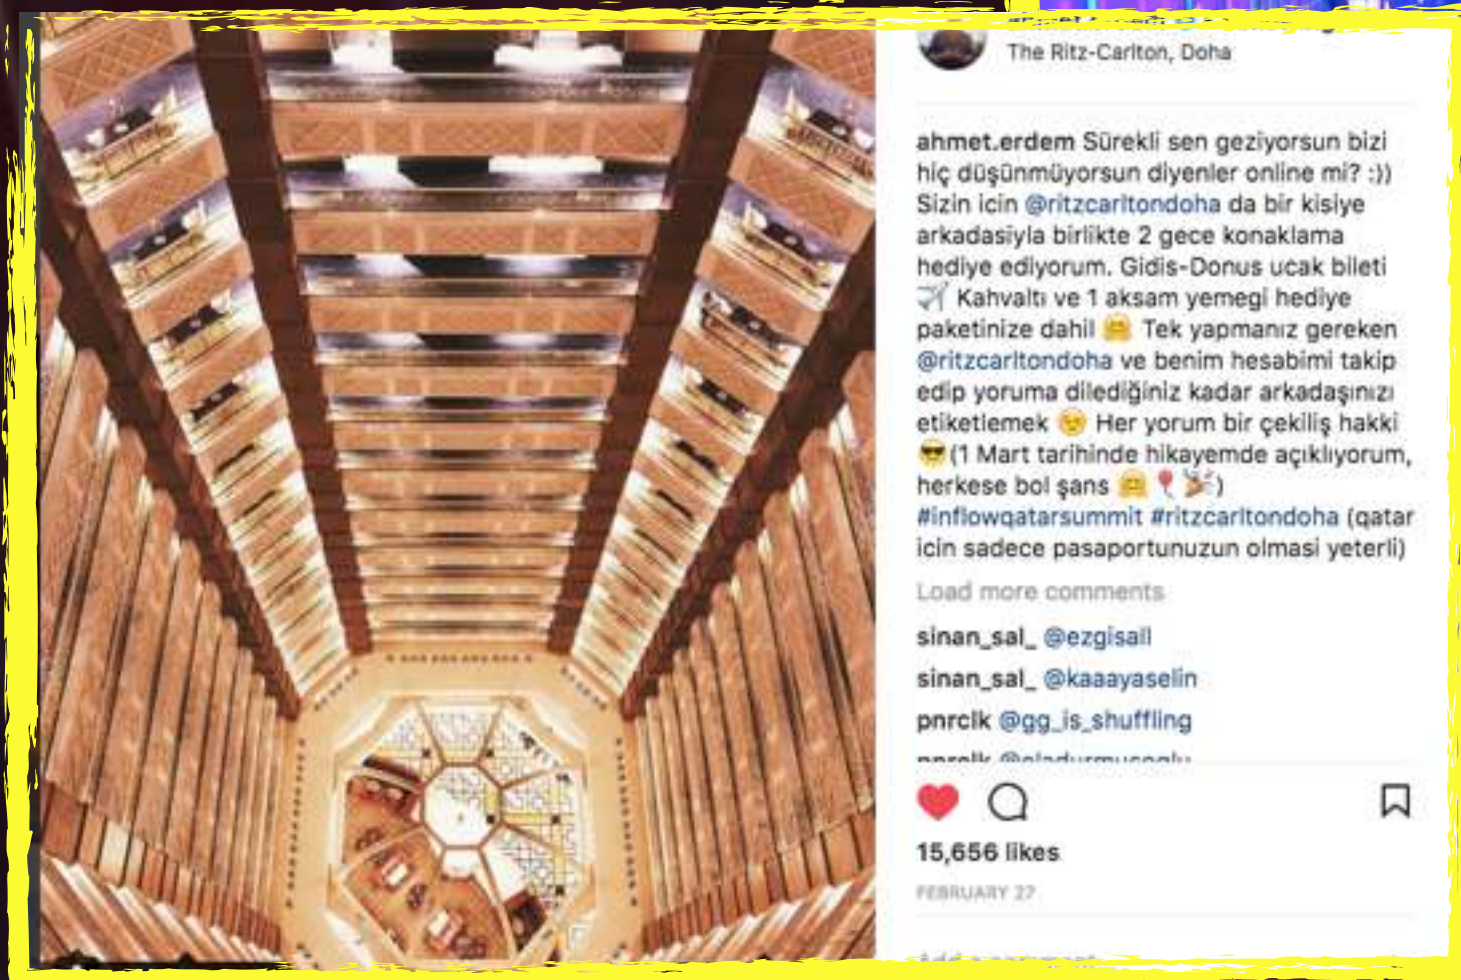 The Ritz-Carlton, Doha
ahmet.erdem Sürekli sen geziyorsun bizi
hiç düşünmüyorsun diyenler online mi? :))
Sizin icin @ritzcarltondoha da bir kisiye
arkadasiyla birlikte 2 gece konaklama
hediye ediyorum. Gidis-Donus ucak bileti
✈️ Kahvaltı ve 1 aksam yemegi hediye
paketinize dahil 🤗 Tek yapmanız gereken
@ritzcarltondoha ve benim hesabimi takip
edip yoruma dilediğiniz kadar arkadaşınızı
etiketlemek 😉 Her yorum bir çekiliş hakki
😎(1 Mart tarihinde hikayemde açıklıyorum,
herkese bol şans 🤗 🎈 🎉)
#inflowqatarsummit #ritzcarltondoha (qatar
icin sadece pasaportunuzun olmasi yeterli)
Load more comments
sinan_sal_ @ezgisall
sinan_sal_ @kaaayaselin
pnrclk @gg_is_shuffling
15,656 likes
FEBRUARY 27